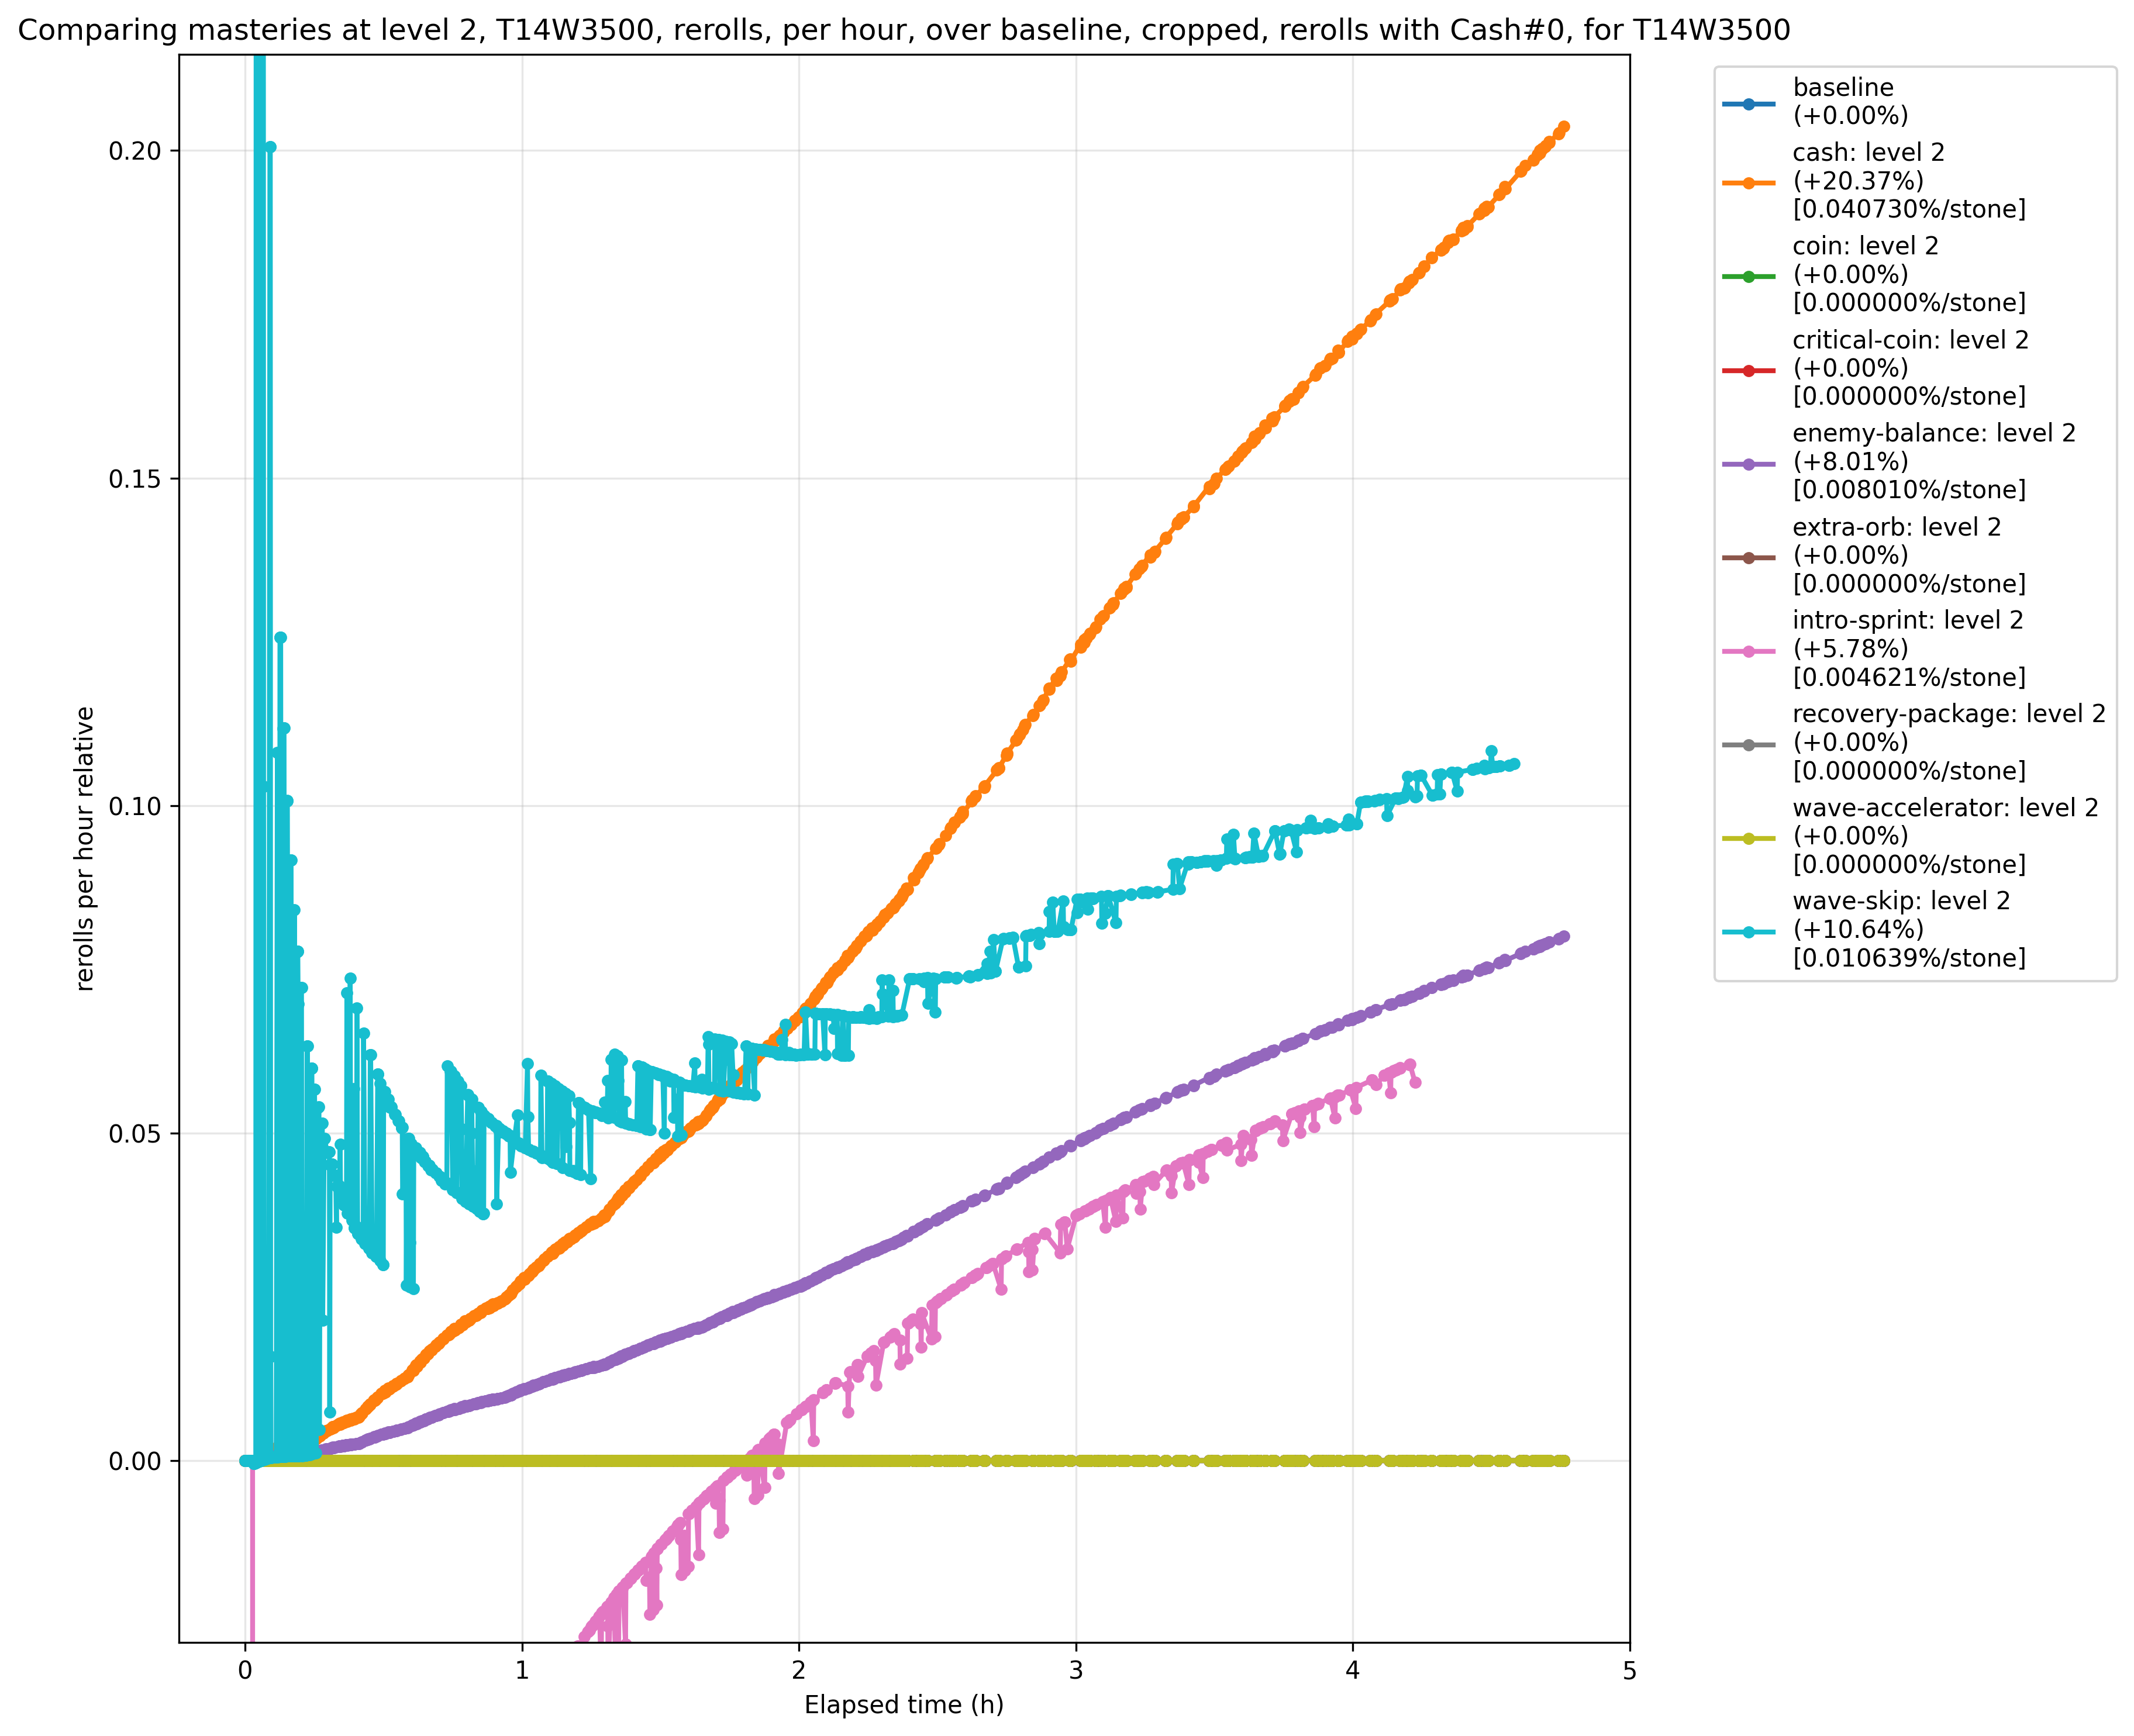 Comparing masteries at level 2, T14W3500, rerolls, per hour, over baseline, cropped, rerolls with Cash#0, for T14W3500
rerolls per hour relative
0.20
0.15
0.10
0.05
0.00
0
1
2
3
4
5
Elapsed time (h)
baseline
(+0.00%)
cash: level 2
(+20.37%)
[0.040730%/stone]
coin: level 2
(+0.00%)
[0.000000%/stone]
critical-coin: level 2
(+0.00%)
[0.000000%/stone]
enemy-balance: level 2
(+8.01%)
[0.008010%/stone]
extra-orb: level 2
(+0.00%)
[0.000000%/stone]
intro-sprint: level 2
(+5.78%)
[0.004621%/stone]
recovery-package: level 2
(+0.00%)
[0.000000%/stone]
wave-accelerator: level 2
(+0.00%)
[0.000000%/stone]
wave-skip: level 2
(+10.64%)
[0.010639%/stone]